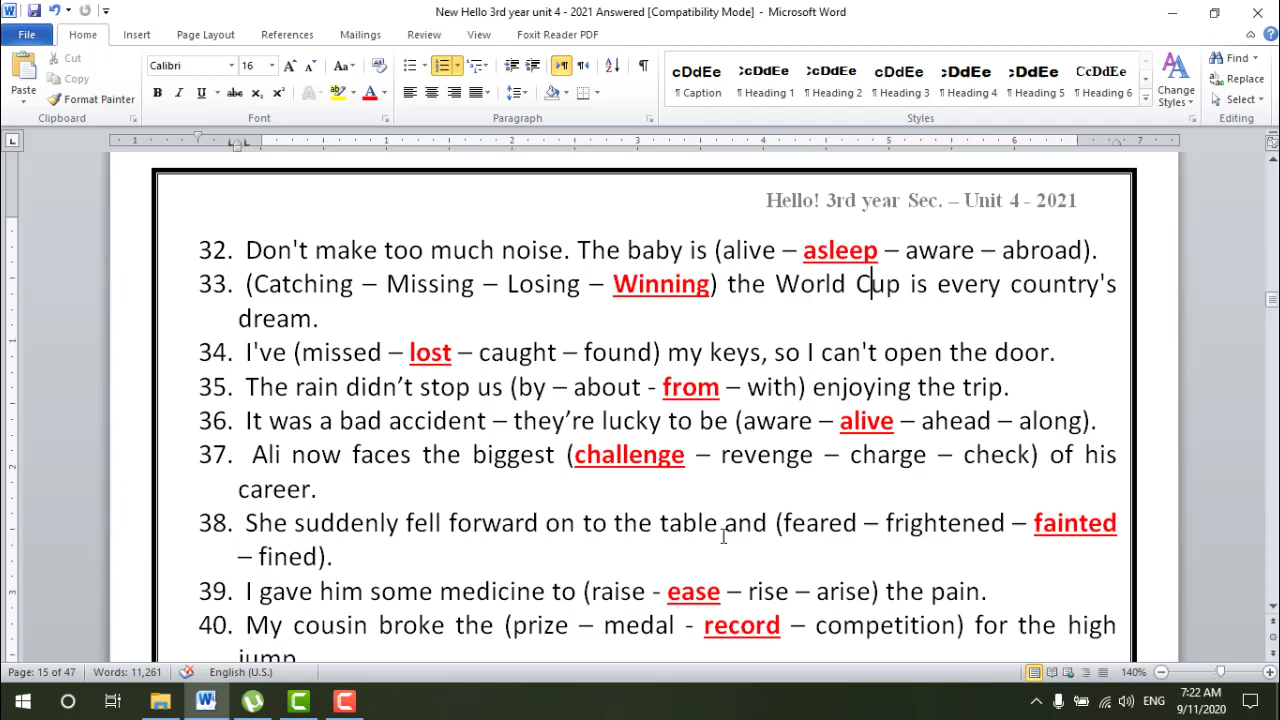 New Hello 3rd year unit 4 - 2021 Answered [Compatibility Mode] - Microsoft Word
File Home Insert Page Layout References Mailings Review View Foxit Reader PDF
Cut
Copy
Format Painter
Paste
Clipboard
Calibri 16
Font
Paragraph
cDdEe cDdEe cDdEe cDdEe cDdEe cDdEe CcDdEe
¶ Caption ¶ Heading 1 ¶ Heading 2 ¶ Heading 3 ¶ Heading 4 ¶ Heading 5 ¶ Heading 6
Change
Styles
Styles
Find
Replace
Select
Editing
Hello! 3rd year Sec. – Unit 4 - 2021
32. Don't make too much noise. The baby is (alive – asleep – aware – abroad).
33. (Catching – Missing – Losing – Winning) the World Cup is every country's
dream.
34. I've (missed – lost – caught – found) my keys, so I can't open the door.
35. The rain didn’t stop us (by – about - from – with) enjoying the trip.
36. It was a bad accident – they’re lucky to be (aware – alive – ahead – along).
37. Ali now faces the biggest (challenge – revenge – charge – check) of his
career.
38. She suddenly fell forward on to the table and (feared – frightened – fainted
– fined).
39. I gave him some medicine to (raise - ease – rise – arise) the pain.
40. My cousin broke the (prize – medal - record – competition) for the high
jump.
Page: 15 of 47 Words: 11,261 English (U.S.) 140%
ENG
7:22 AM
9/11/2020